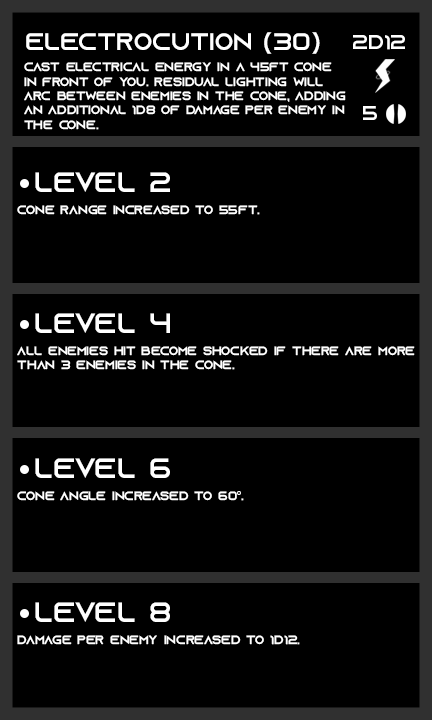 ELECTROCUTION (30)
2D12
CAST ELECTRICAL ENERGY IN A 45FT CONE
IN FRONT OF YOU. RESIDUAL LIGHTING WILL
ARC BETWEEN ENEMIES IN THE CONE, ADDING
AN ADDITIONAL 1D8 OF DAMAGE PER ENEMY IN
THE CONE.
5
•LEVEL 2
CONE RANGE INCREASED TO 55FT.
•LEVEL 4
ALL ENEMIES HIT BECOME SHOCKED IF THERE ARE MORE
THAN 3 ENEMIES IN THE CONE.
•LEVEL 6
CONE ANGLE INCREASED TO 60°.
•LEVEL 8
DAMAGE PER ENEMY INCREASED TO 1D12.